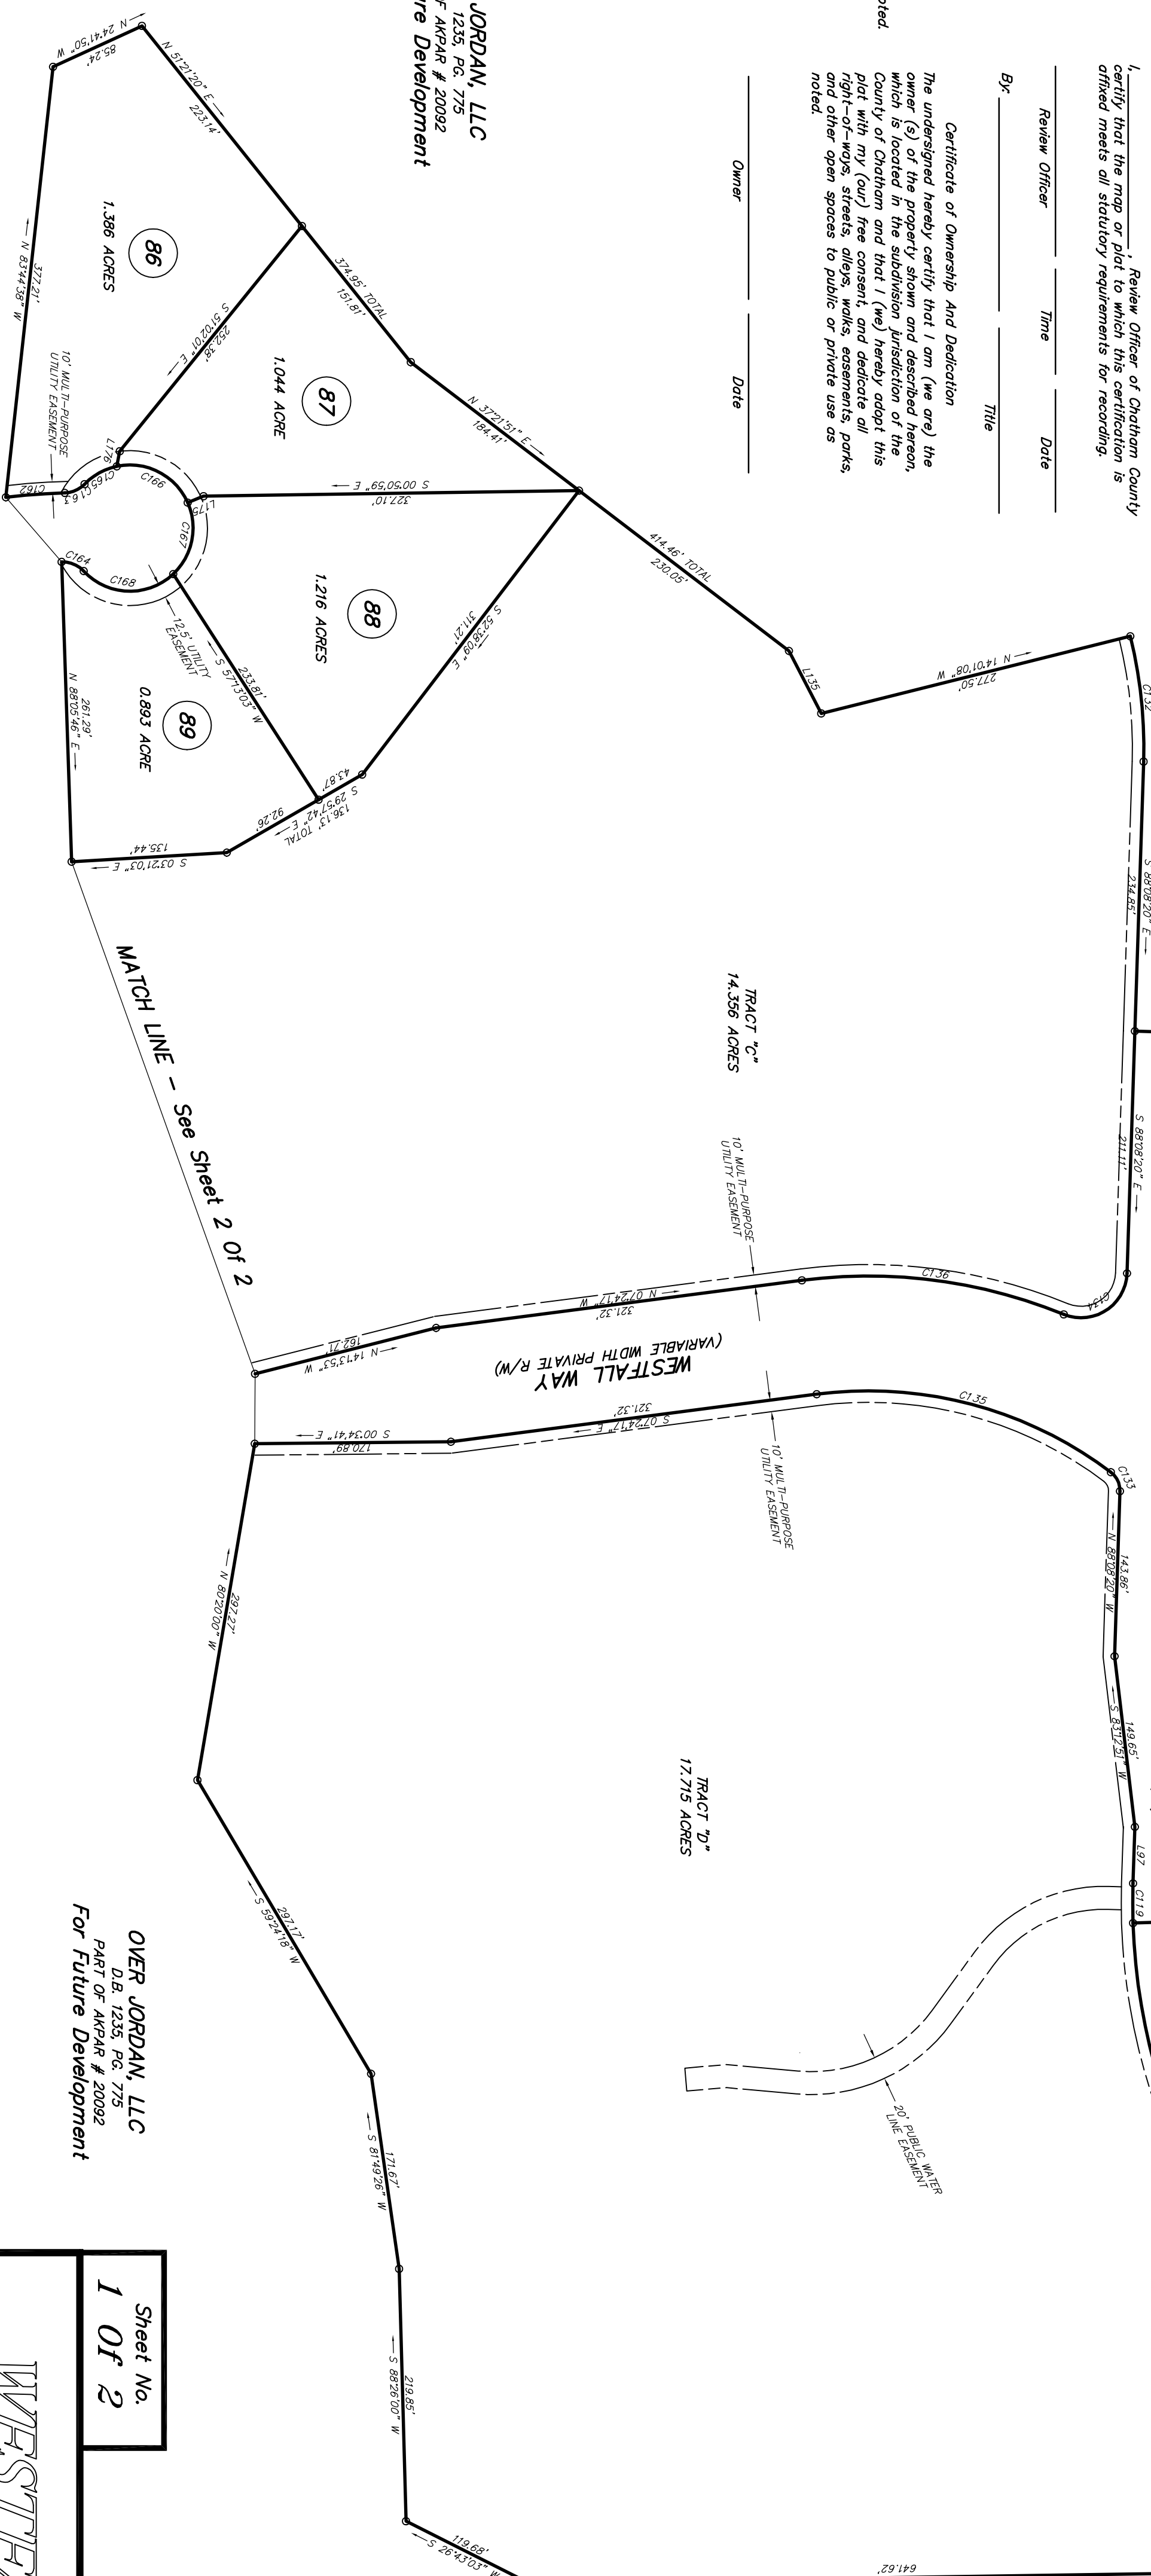 oted.
I,____________, Review Officer of Chatham County
certify that the map or plat to which this certification is
affixed meets all statutory requirements for recording.
Review Officer Time Date
By:
Title
Certificate of Ownership And Dedication
The undersigned hereby certify that I am (we are) the
owner (s) of the property shown and described hereon,
which is located in the subdivision jurisdiction of the
County of Chatham and that I (we) hereby adopt this
plat with my (our) free consent, and dedicate all
right-of-ways, streets, alleys, walks, easements, parks,
and other open spaces to public or private use as
noted.
Owner Date
JORDAN, LLC
1235, PG. 775
F AKPAR # 20092
re Development
N 24°41'50" W
85.24'
N 51°21'20" E
223.14'
374.95' TOTAL
151.81'
N 37°21'51" E
184.41'
414.46' TOTAL
230.05'
L135
N 14°01'08" W
277.50'
C132
S 88°08'20" E
234.85'
S 88°08'20" E
211.11'
C134
C136
86
1.386 ACRES
377.21'
N 83°44'38" W
S 51°02'01" E
252.38'
87
1.044 ACRE
S 00°50'59" E
327.10'
88
1.216 ACRES
S 52°38'09" E
311.21'
10' MULTI-PURPOSE
UTILITY EASEMENT
L176
C162
C163
C165
C166
L175
C167
C164
C168
12.5' UTILITY
EASEMENT
233.81'
S 57°13'03" W
89
0.893 ACRE
261.29'
N 88°05'46" E
43.87'
S 29°57'42" E
136.13' TOTAL
92.26'
S 03°21'03" E
135.44'
MATCH LINE - See Sheet 2 Of 2
TRACT "C"
14.356 ACRES
10' MULTI-PURPOSE
UTILITY EASEMENT
N 07°24'17" W
321.32'
N 14°13'53" W
162.71'
WESTFALL WAY
(VARIABLE WIDTH PRIVATE R/W)
S 07°24'17" E
321.32'
S 00°34'41" E
170.89'
10' MULTI-PURPOSE
UTILITY EASEMENT
C135
C133
143.86'
N 88°08'20" W
149.65'
S 83°12'51" W
L97
C119
TRACT "D"
17.715 ACRES
20' PUBLIC WATER
LINE EASEMENT
297.27'
N 80°20'00" W
297.17'
S 59°24'18" W
171.67'
S 81°49'26" W
219.85'
S 88°26'00" W
119.68'
S 26°43'03" W
641.62'
OVER JORDAN, LLC
D.B. 1235, PG. 775
PART OF AKPAR # 20092
For Future Development
Sheet No.
1 Of 2
WESTFA